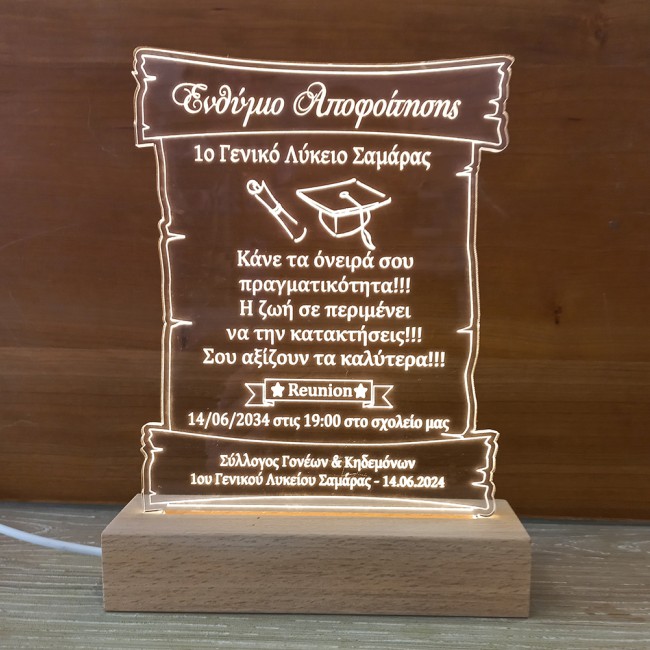 Ενθύμιο Αποφοίτησης
1ο Γενικό Λύκειο Σαμάρας
Κάνε τα όνειρά σου
πραγματικότητα!!!
Η ζωή σε περιμένει
να την κατακτήσεις!!!
Σου αξίζουν τα καλύτερα!!!
★ Reunion ★
14/06/2034 στις 19:00 στο σχολείο μας
Σύλλογος Γονέων & Κηδεμόνων
1ου Γενικού Λυκείου Σαμάρας - 14.06.2024